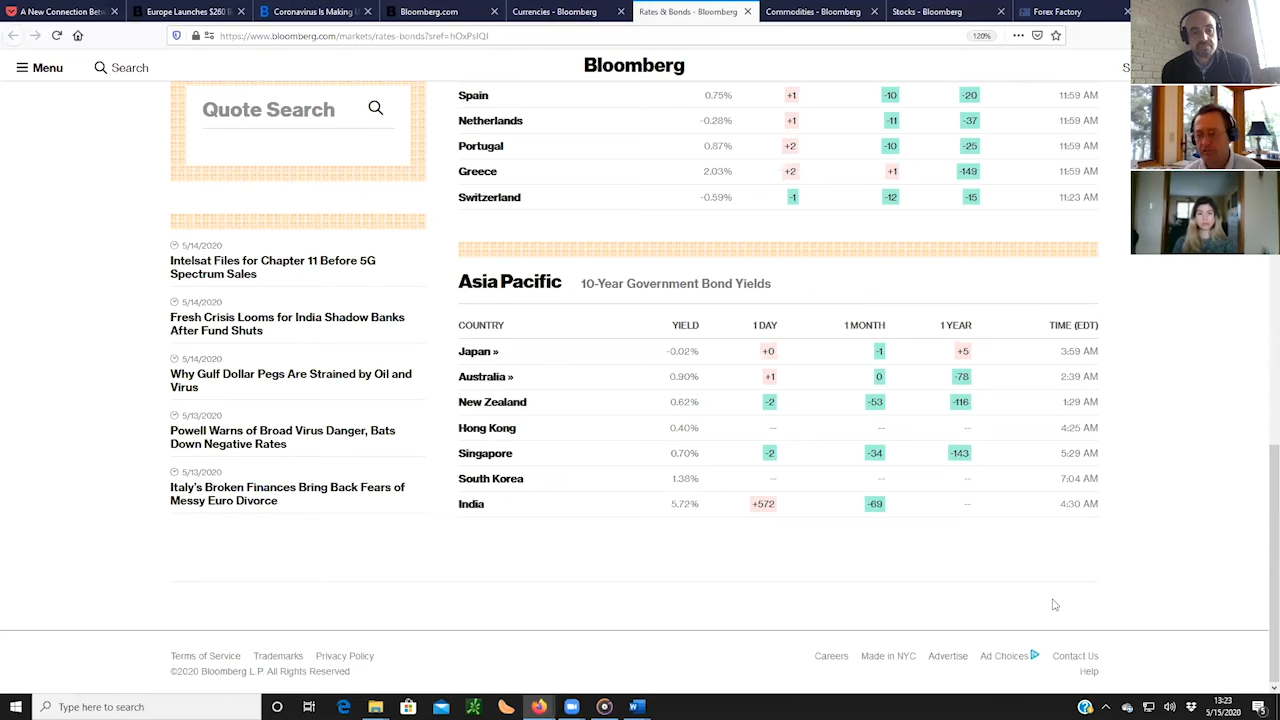 A New Connection Betw
Europe Launches $260 B
Coronavirus Is Making U
Bloomberg.com
Currencies - Bloomberg
Rates & Bonds - Bloomberg
Commodities - Bloomberg
Stocks - Bloomberg
Forex Factory
https://www.bloomberg.com/markets/rates-bonds?sref=hOxPsIQI
120%
Menu
Search
Bloomberg
S
Quote Search
Spain 0.75% +1 -10 -20 11:59 AM
Netherlands -0.28% +1 -11 -37 11:59 AM
Portugal 0.87% +2 -10 -25 11:59 AM
Greece 2.03% +2 +1 -149 11:59 AM
Switzerland -0.59% -1 -12 -15 11:23 AM
5/14/2020
Intelsat Files for Chapter 11 Before 5G
Spectrum Sales
5/14/2020
Fresh Crisis Looms for India Shadow Banks
After Fund Shuts
5/14/2020
Why Gulf Dollar Pegs Are Strained by Oil and
Virus
5/13/2020
Powell Warns of Broad Virus Danger, Bats
Down Negative Rates
5/13/2020
Italy's Broken Finances Bring Back Fears of
Messy Euro Divorce
Asia Pacific 10-Year Government Bond Yields
COUNTRY YIELD 1 DAY 1 MONTH 1 YEAR TIME (EDT)
Japan » -0.02% +0 -1 +5 3:59 AM
Australia » 0.90% +1 0 -78 2:39 AM
New Zealand 0.62% -2 -53 -116 1:29 AM
Hong Kong 0.40% -- -- -- 4:25 AM
Singapore 0.70% -2 -34 -143 5:29 AM
South Korea 1.38% -- -- -- 7:04 AM
India 5.72% +572 -69 -- 4:30 AM
Terms of Service Trademarks Privacy Policy
©2020 Bloomberg L.P. All Rights Reserved
Careers Made in NYC Advertise Ad Choices Contact Us
Help
Type here to search
13:23
5/15/2020